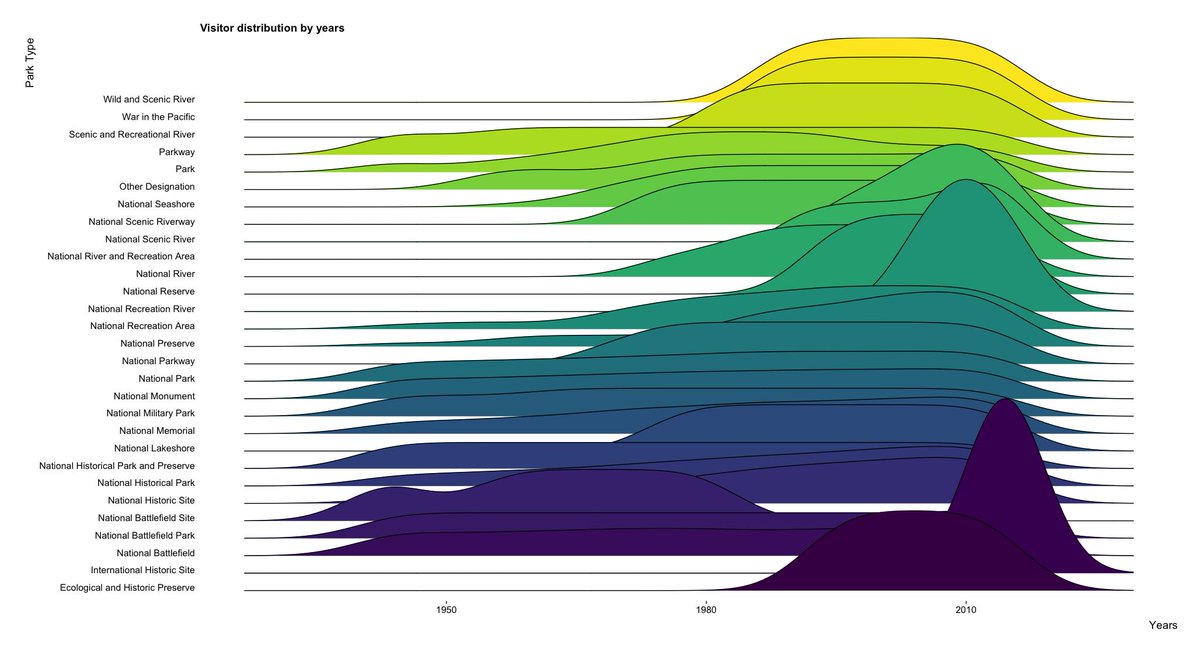 Visitor distribution by years
Park Type
Wild and Scenic River
War in the Pacific
Scenic and Recreational River
Parkway
Park
Other Designation
National Seashore
National Scenic Riverway
National Scenic River
National River and Recreation Area
National River
National Reserve
National Recreation River
National Recreation Area
National Preserve
National Parkway
National Park
National Monument
National Military Park
National Memorial
National Lakeshore
National Historical Park and Preserve
National Historical Park
National Historic Site
National Battlefield Site
National Battlefield Park
National Battlefield
International Historic Site
Ecological and Historic Preserve
1950 1980 2010
Years